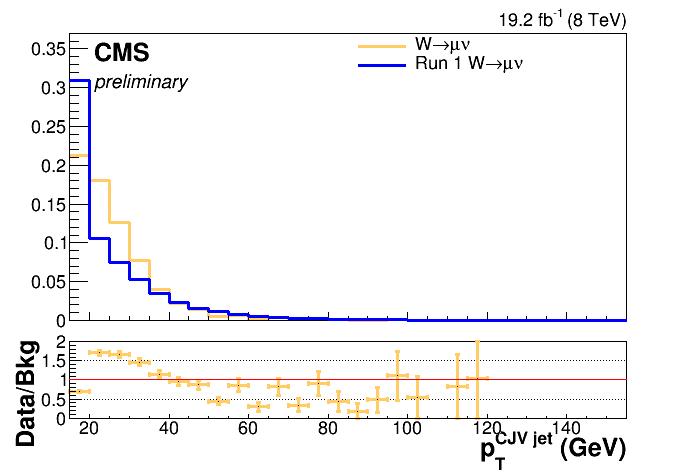 19.2 fb⁻¹ (8 TeV)
CMS
preliminary
W→μν
Run 1 W→μν
0.35
0.3
0.25
0.2
0.15
0.1
0.05
0
Data/Bkg
2
1.5
1
0.5
0
20 40 60 80 100 120 140
p_T^CJV jet (GeV)